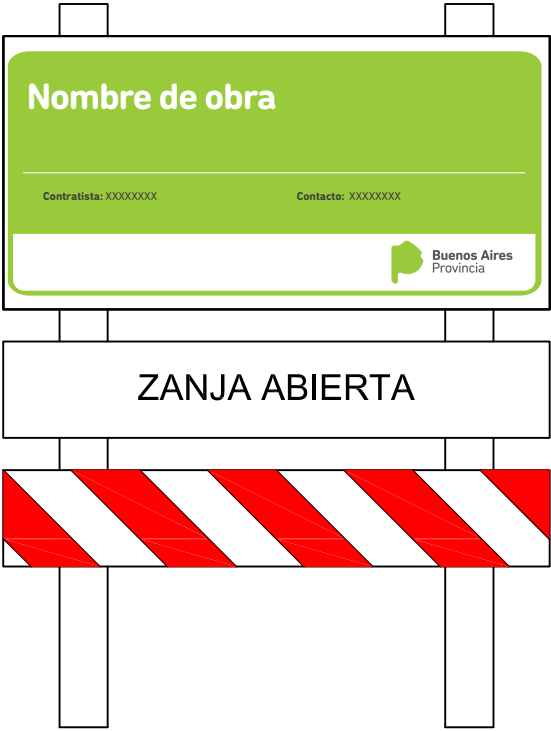 Nombre de obra
Contratista: XXXXXXXX Contacto: XXXXXXXX
Buenos Aires
Provincia
ZANJA ABIERTA